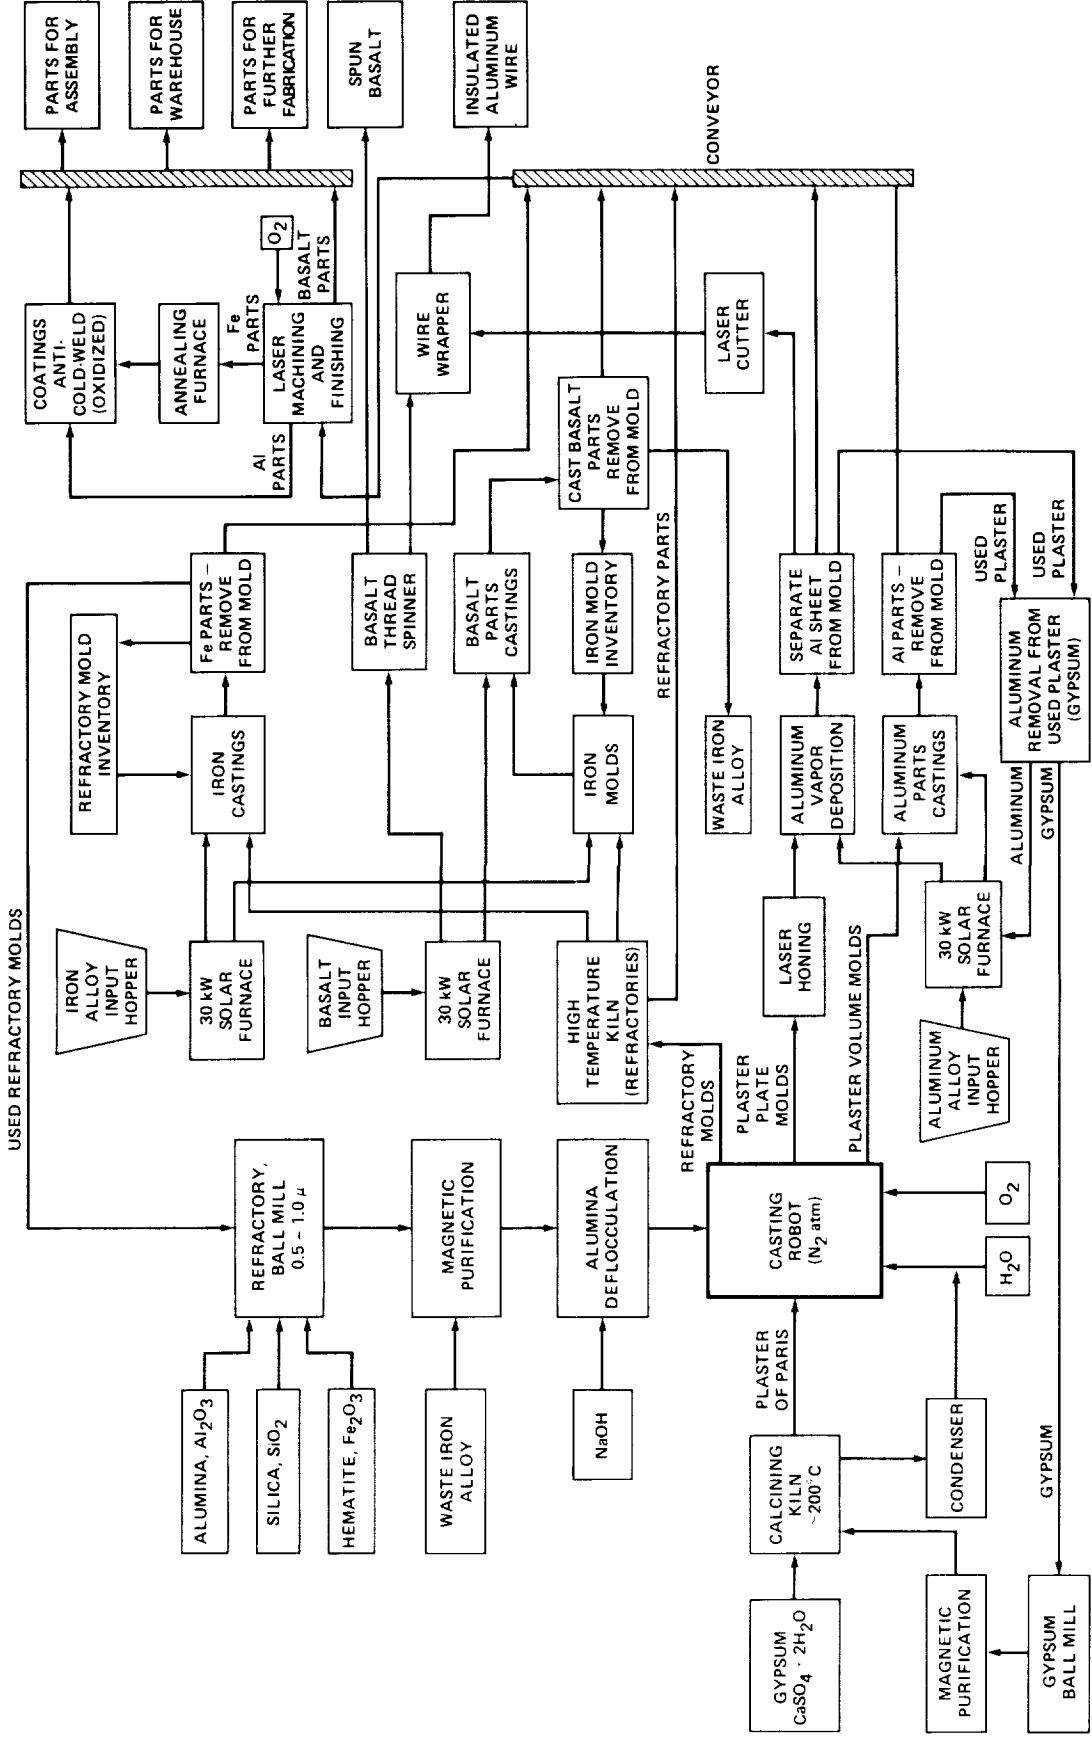 USED REFRACTORY MOLDS
ALUMINA, Al2O3
SILICA, SiO2
HEMATITE, Fe2O3
REFRACTORY,
BALL MILL
0.5 – 1.0 μ
IRON
ALLOY
INPUT
HOPPER
30 kW
SOLAR
FURNACE
REFRACTORY MOLD
INVENTORY
IRON
CASTINGS
Fe PARTS –
REMOVE
FROM MOLD
Al
PARTS
COATINGS
ANTI-
COLD-WELD
(OXIDIZED)
ANNEALING
FURNACE
Fe
PARTS
LASER
MACHINING
AND
FINISHING
O2
BASALT
PARTS
PARTS FOR
ASSEMBLY
PARTS FOR
WAREHOUSE
PARTS FOR
FURTHER
FABRICATION
SPUN
BASALT
INSULATED
ALUMINUM
WIRE
WASTE IRON
ALLOY
MAGNETIC
PURIFICATION
BASALT
INPUT
HOPPER
30 kW
SOLAR
FURNACE
BASALT
THREAD
SPINNER
WIRE
WRAPPER
BASALT
PARTS
CASTINGS
NaOH
ALUMINA
DEFLOCCULATION
HIGH
TEMPERATURE
KILN
(REFRACTORIES)
IRON
MOLDS
IRON MOLD
INVENTORY
CAST BASALT
PARTS
REMOVE
FROM MOLD
REFRACTORY PARTS
CONVEYOR
REFRACTORY
MOLDS
WASTE IRON
ALLOY
LASER
CUTTER
GYPSUM
CaSO4 · 2H2O
CALCINING
KILN
~200°C
PLASTER
OF PARIS
CASTING
ROBOT
(N2 atm)
PLASTER
PLATE
MOLDS
LASER
HONING
ALUMINUM
VAPOR
DEPOSITION
SEPARATE
Al SHEET
FROM MOLD
PLASTER VOLUME MOLDS
ALUMINUM
PARTS
CASTINGS
Al PARTS –
REMOVE
FROM MOLD
MAGNETIC
PURIFICATION
CONDENSER
H2O
O2
ALUMINUM
ALLOY
INPUT
HOPPER
30 kW
SOLAR
FURNACE
USED
PLASTER
USED
PLASTER
ALUMINUM
GYPSUM
ALUMINUM
REMOVAL FROM
USED PLASTER
(GYPSUM)
GYPSUM
BALL MILL
GYPSUM